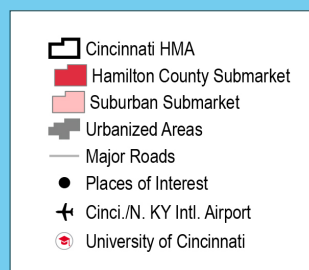 Cincinnati HMA
Hamilton County Submarket
Suburban Submarket
Urbanized Areas
Major Roads
Places of Interest
Cinci./N. KY Intl. Airport
University of Cincinnati